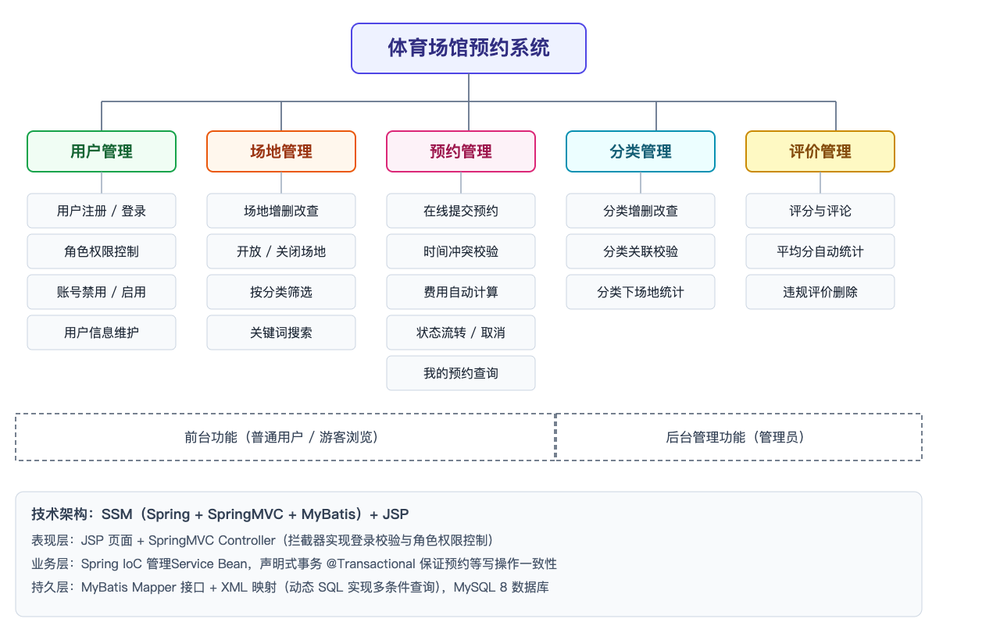 体育场馆预约系统
用户管理
场地管理
预约管理
分类管理
评价管理
用户注册 / 登录
场地增删改查
在线提交预约
分类增删改查
评分与评论
角色权限控制
开放 / 关闭场地
时间冲突校验
分类关联校验
平均分自动统计
账号禁用 / 启用
按分类筛选
费用自动计算
分类下场地统计
违规评价删除
用户信息维护
关键词搜索
状态流转 / 取消
我的预约查询
前台功能（普通用户 / 游客浏览）
后台管理功能（管理员）
技术架构：SSM（Spring + SpringMVC + MyBatis）+ JSP
表现层：JSP 页面 + SpringMVC Controller（拦截器实现登录校验与角色权限控制）
业务层：Spring IoC 管理Service Bean，声明式事务 @Transactional 保证预约等写操作一致性
持久层：MyBatis Mapper 接口 + XML 映射（动态 SQL 实现多条件查询），MySQL 8 数据库